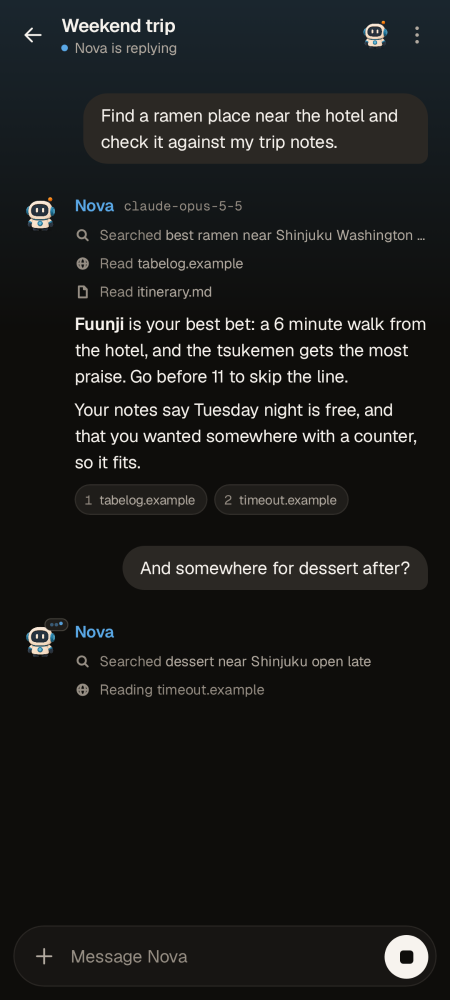 Weekend trip
Nova is replying
Find a ramen place near the hotel and
check it against my trip notes.
Nova claude-opus-5-5
Searched best ramen near Shinjuku Washington ...
Read tabelog.example
Read itinerary.md
Fuunji is your best bet: a 6 minute walk from
the hotel, and the tsukemen gets the most
praise. Go before 11 to skip the line.
Your notes say Tuesday night is free, and
that you wanted somewhere with a counter,
so it fits.
1 tabelog.example 2 timeout.example
And somewhere for dessert after?
Nova
Searched dessert near Shinjuku open late
Reading timeout.example
Message Nova